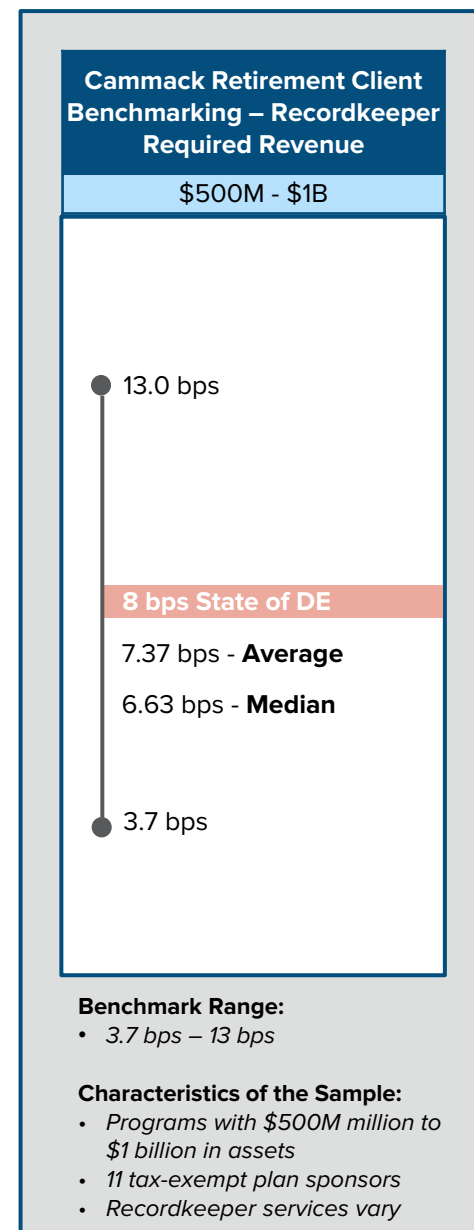 Cammack Retirement Client
Benchmarking – Recordkeeper
Required Revenue
$500M - $1B
13.0 bps
8 bps State of DE
7.37 bps - Average
6.63 bps - Median
3.7 bps
Benchmark Range:
• 3.7 bps – 13 bps
Characteristics of the Sample:
• Programs with $500M million to
$1 billion in assets
• 11 tax-exempt plan sponsors
• Recordkeeper services vary